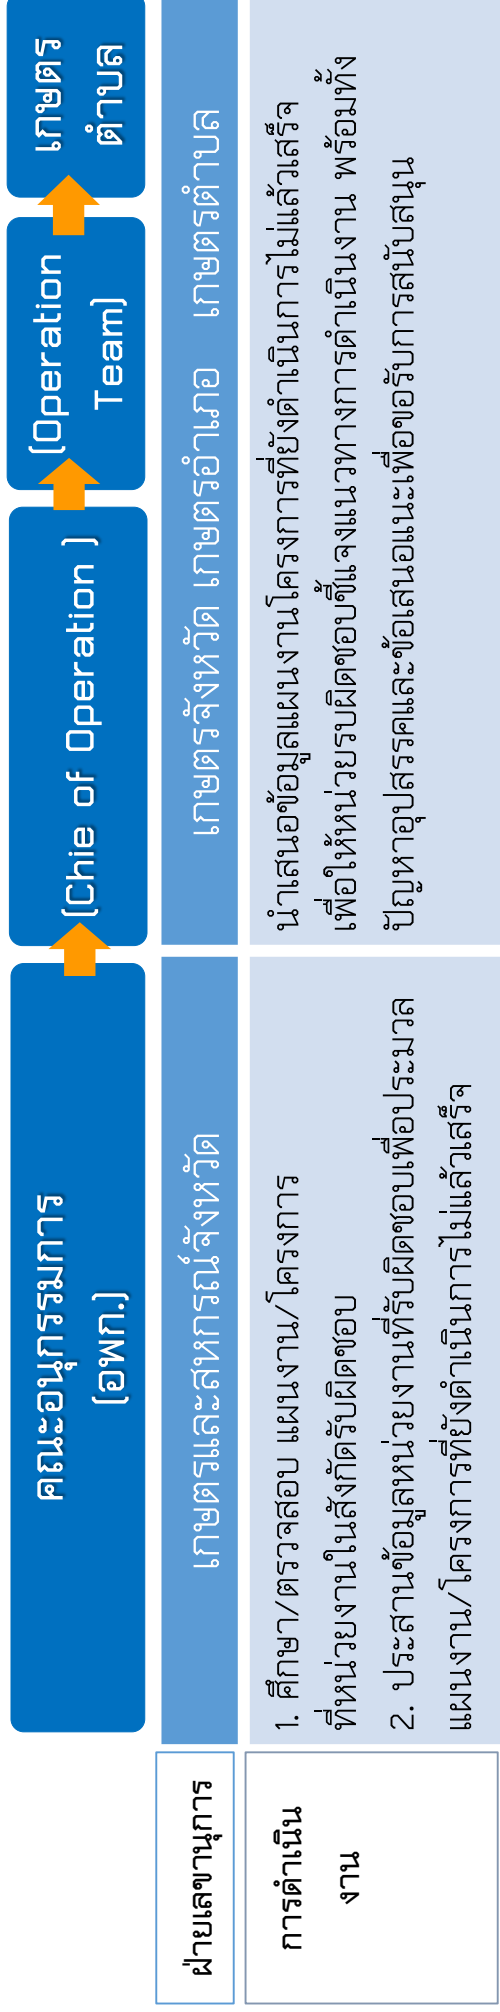 คณะอนุกรรมการ
(อพก.)
(Chie of Operation )
(Operation
Team)
เกษตร
ตำบล
ฝ่ายเลขานุการ
เกษตรและสหกรณ์จังหวัด
เกษตรจังหวัด เกษตรอำเภอ เกษตรตำบล
การดำเนิน
งาน
1. ศึกษา/ตรวจสอบ แผนงาน/โครงการ
ที่หน่วยงานในสังกัดรับผิดชอบ
2. ประสานข้อมูลหน่วยงานที่รับผิดชอบเพื่อประมวล
แผนงาน/โครงการที่ยังดำเนินการไม่แล้วเสร็จ
นำเสนอข้อมูลแผนงานโครงการที่ยังดำเนินการไม่แล้วเสร็จ
เพื่อให้หน่วยรบผิดชอบชี้แจงแนวทางการดำเนินงาน พร้อมทั้ง
ปัญหาอุปสรรคและข้อเสนอแนะเพื่อขอรับการสนับสนุน